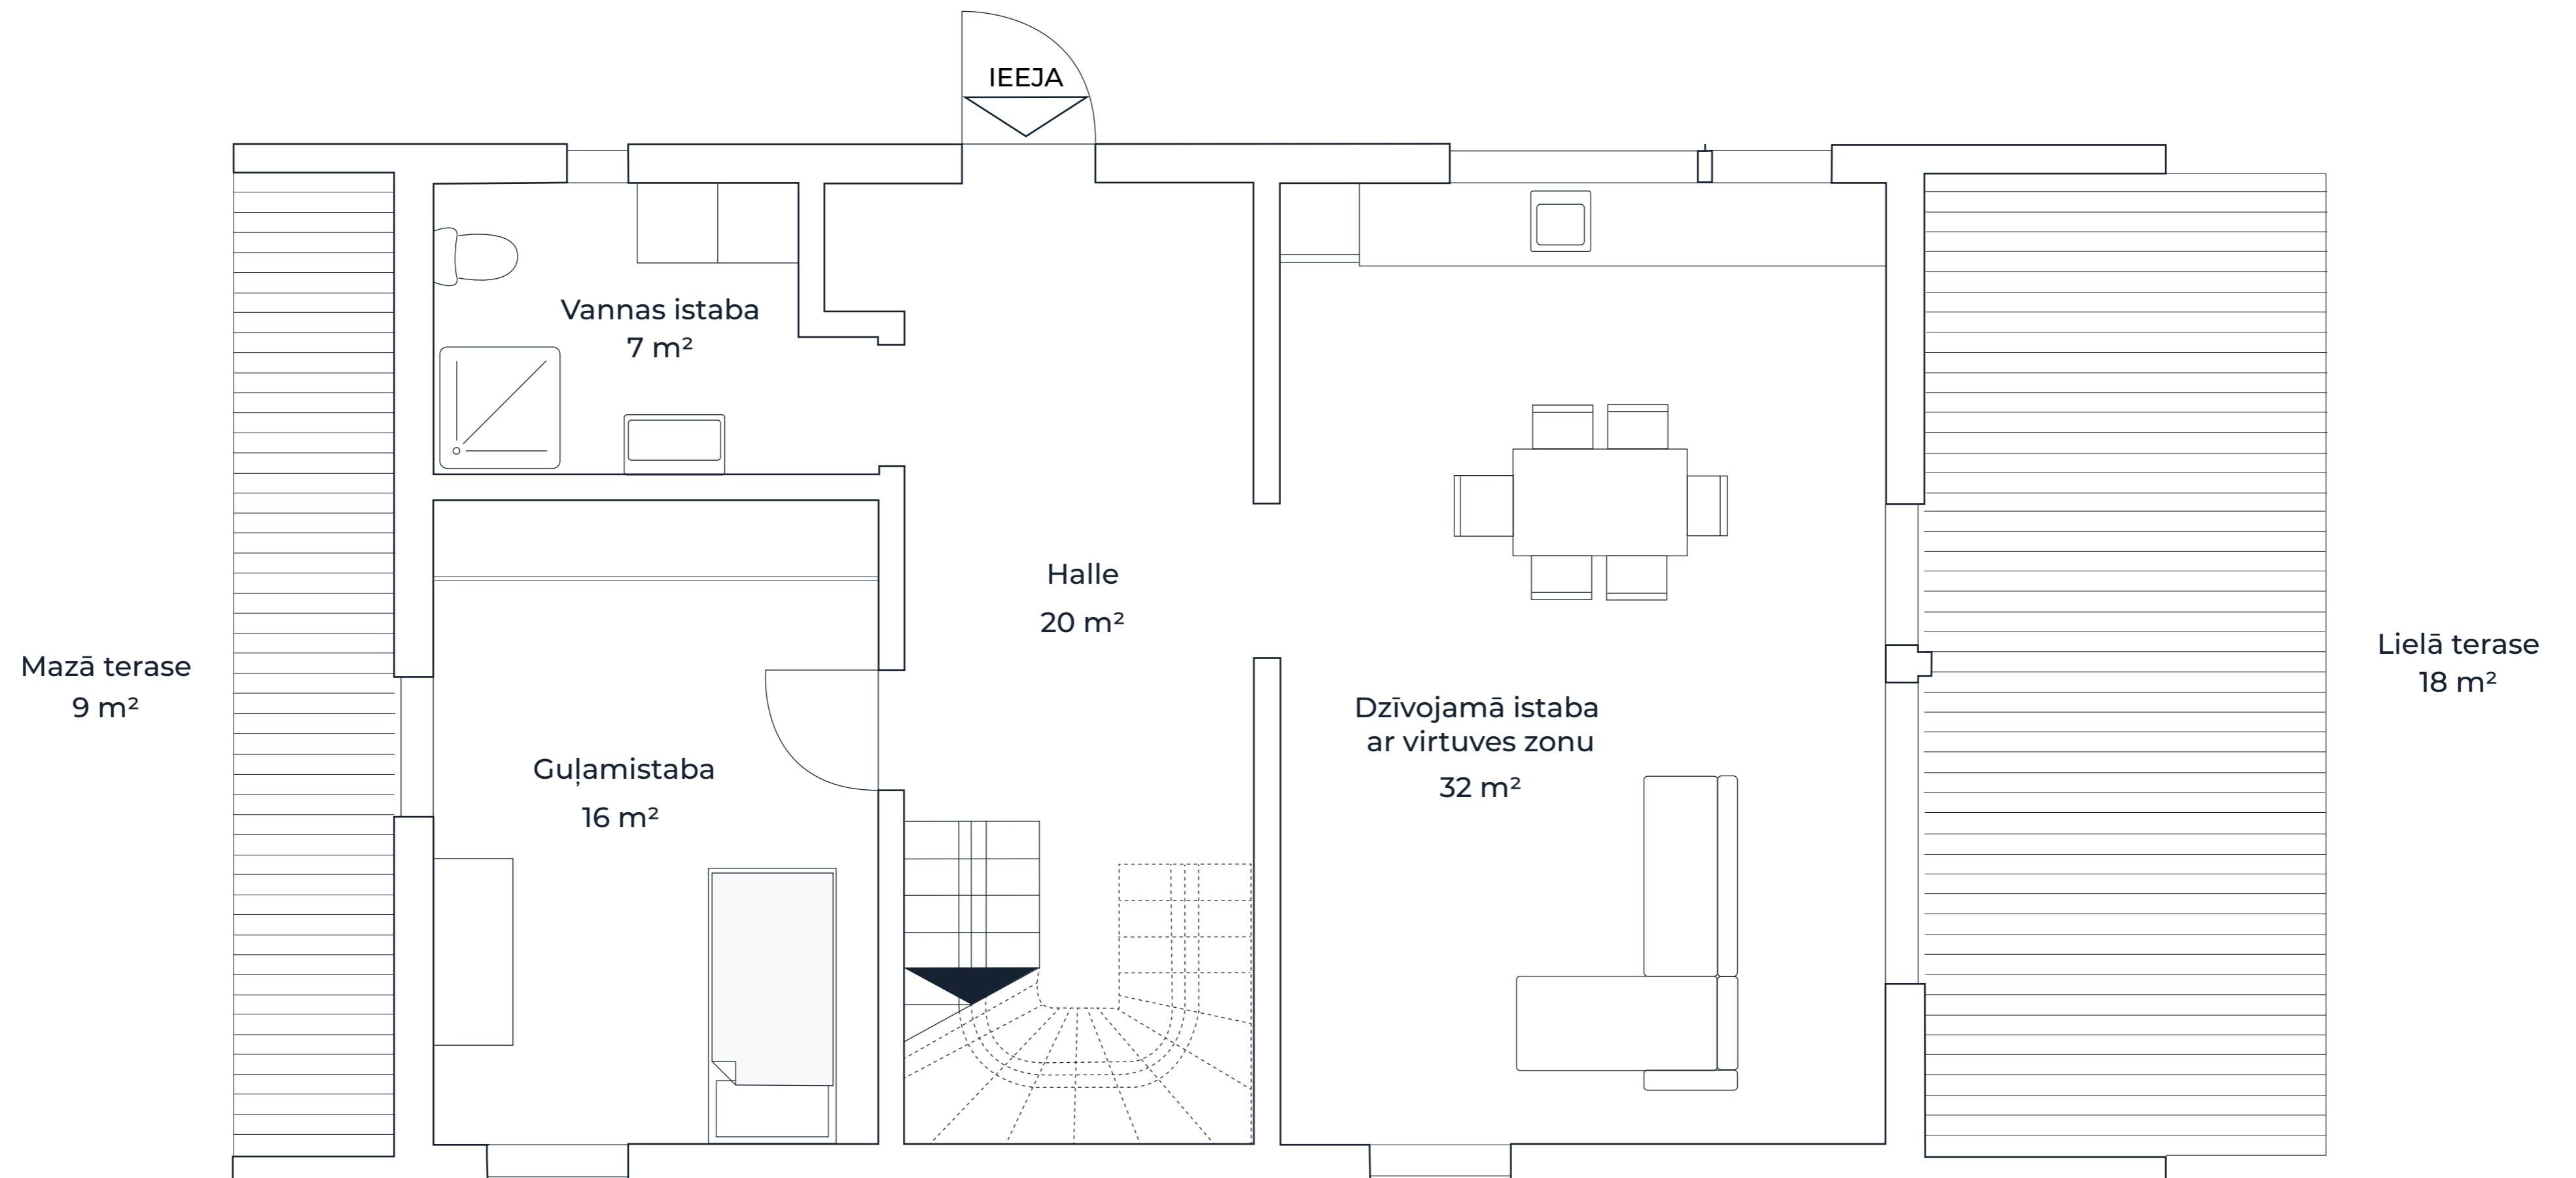 IEEJA
Vannas istaba
7 m²
Halle
20 m²
Mazā terase
9 m²
Lielā terase
18 m²
Dzīvojamā istaba
ar virtuves zonu
32 m²
Guļamistaba
16 m²